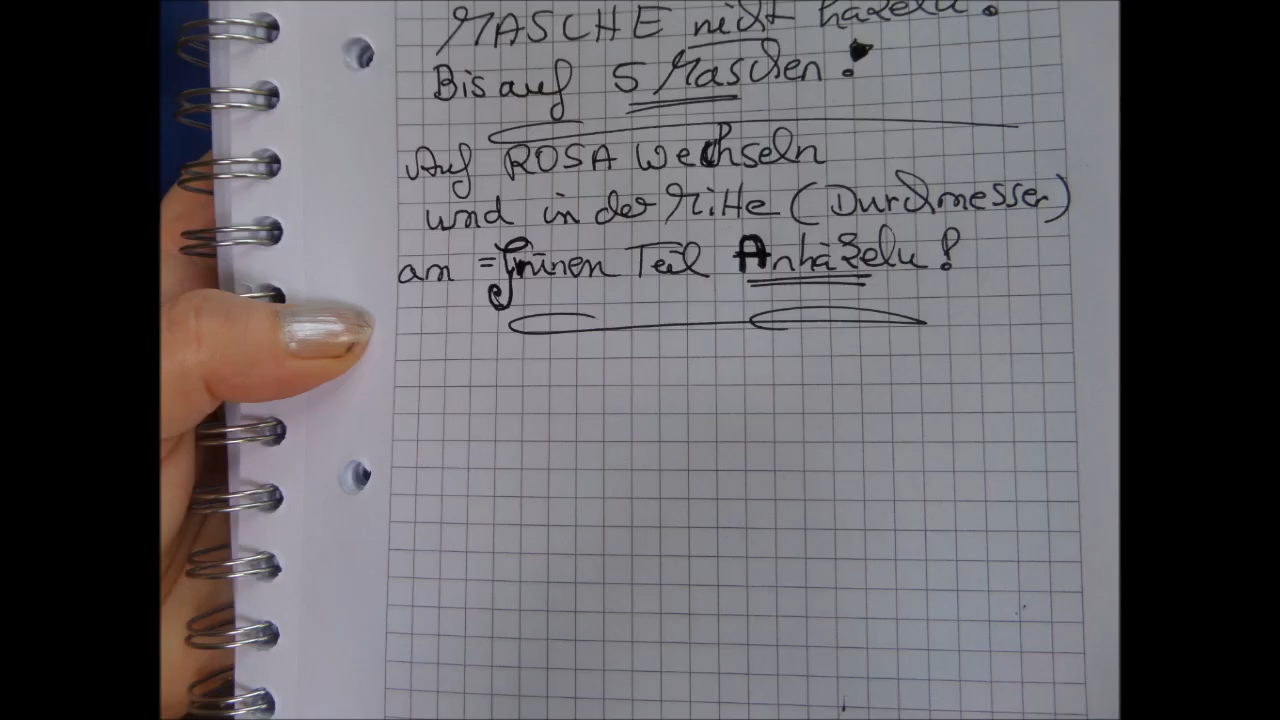 MASCHE nicht häkeln.
Bis auf 5 Maschen!
Auf ROSA Wechseln
und in der Mitte (Durchmesser)
am = grünen Teil Anhäkeln!